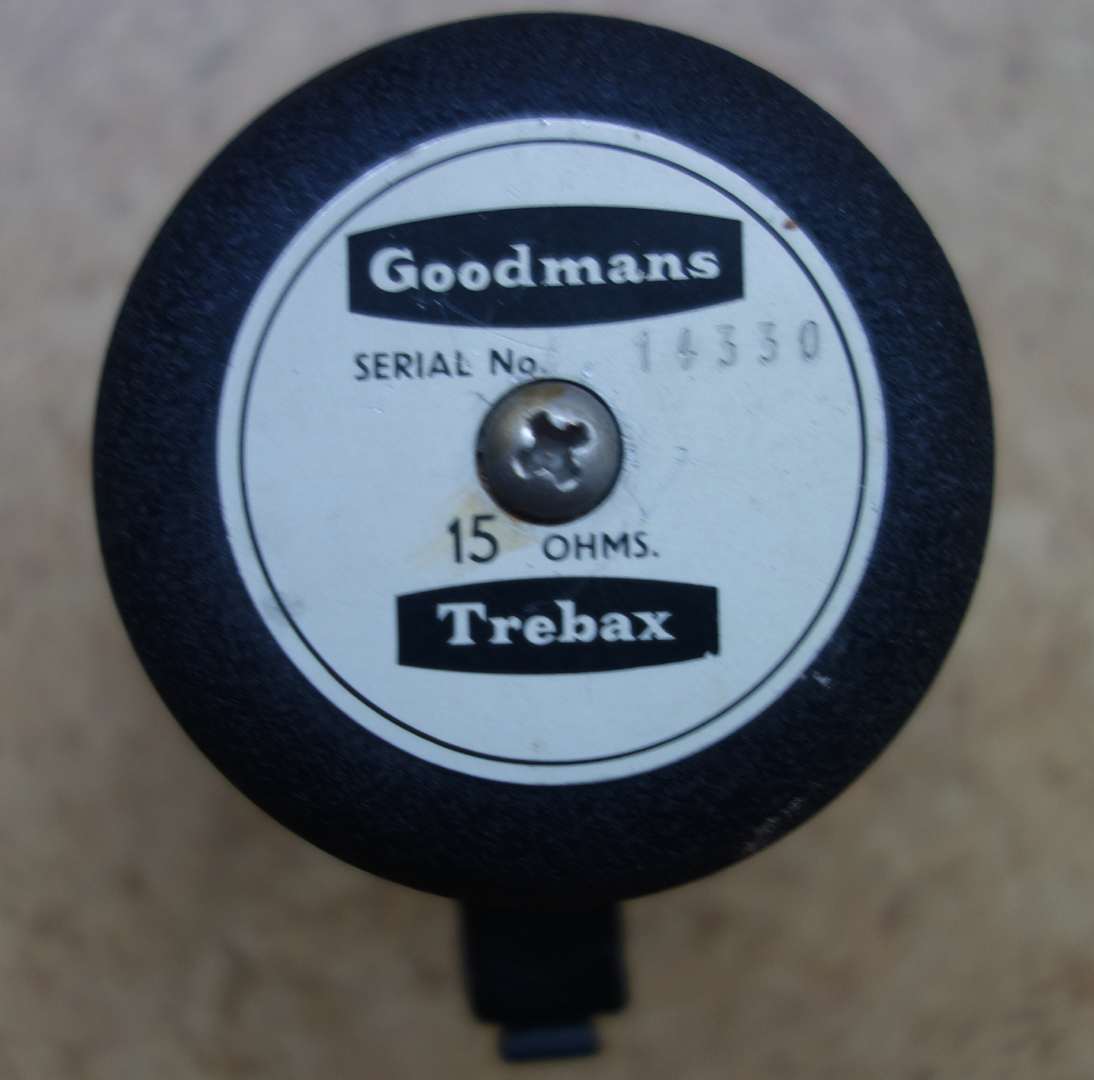 Goodmans
SERIAL No. 14330
15 OHMS.
Trebax